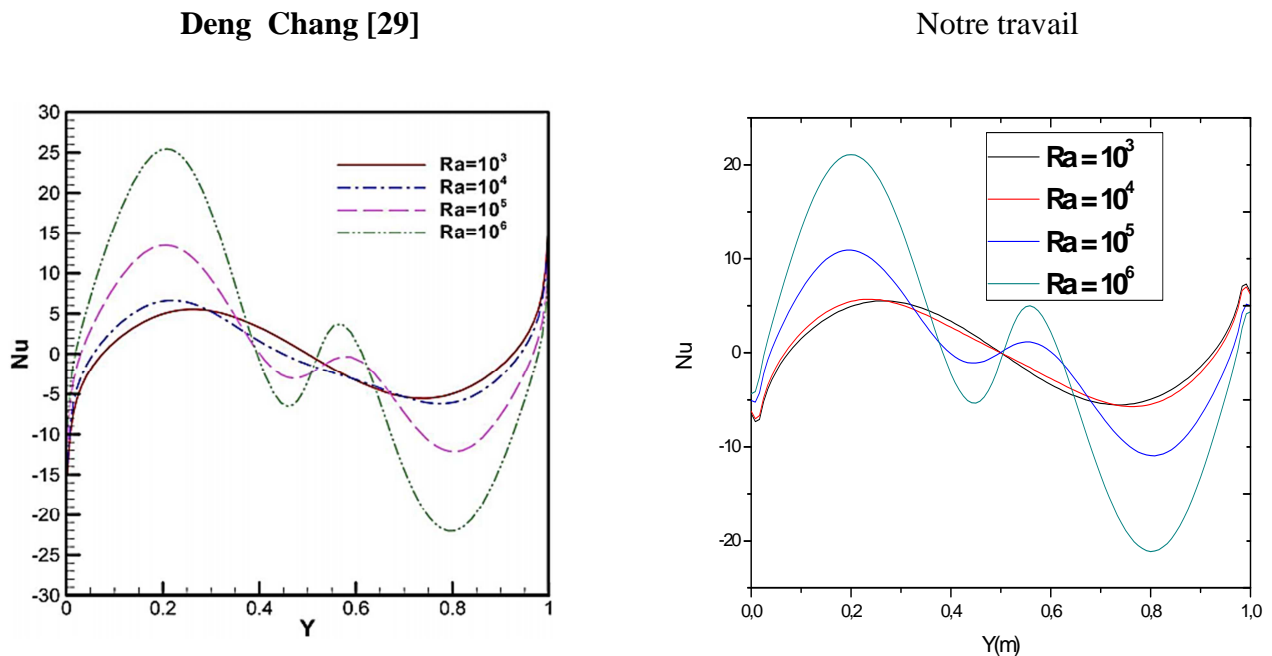 Deng Chang [29]
Notre travail
30
25
20
15
10
5
0
-5
-10
-15
-20
-25
-30
Nu
0
0.2
0.4
0.6
0.8
1
Y
Ra=10³
Ra=10⁴
Ra=10⁵
Ra=10⁶
20
10
0
-10
-20
Nu
0,0
0,2
0,4
0,6
0,8
1,0
Y(m)
Ra = 10³
Ra = 10⁴
Ra = 10⁵
Ra = 10⁶